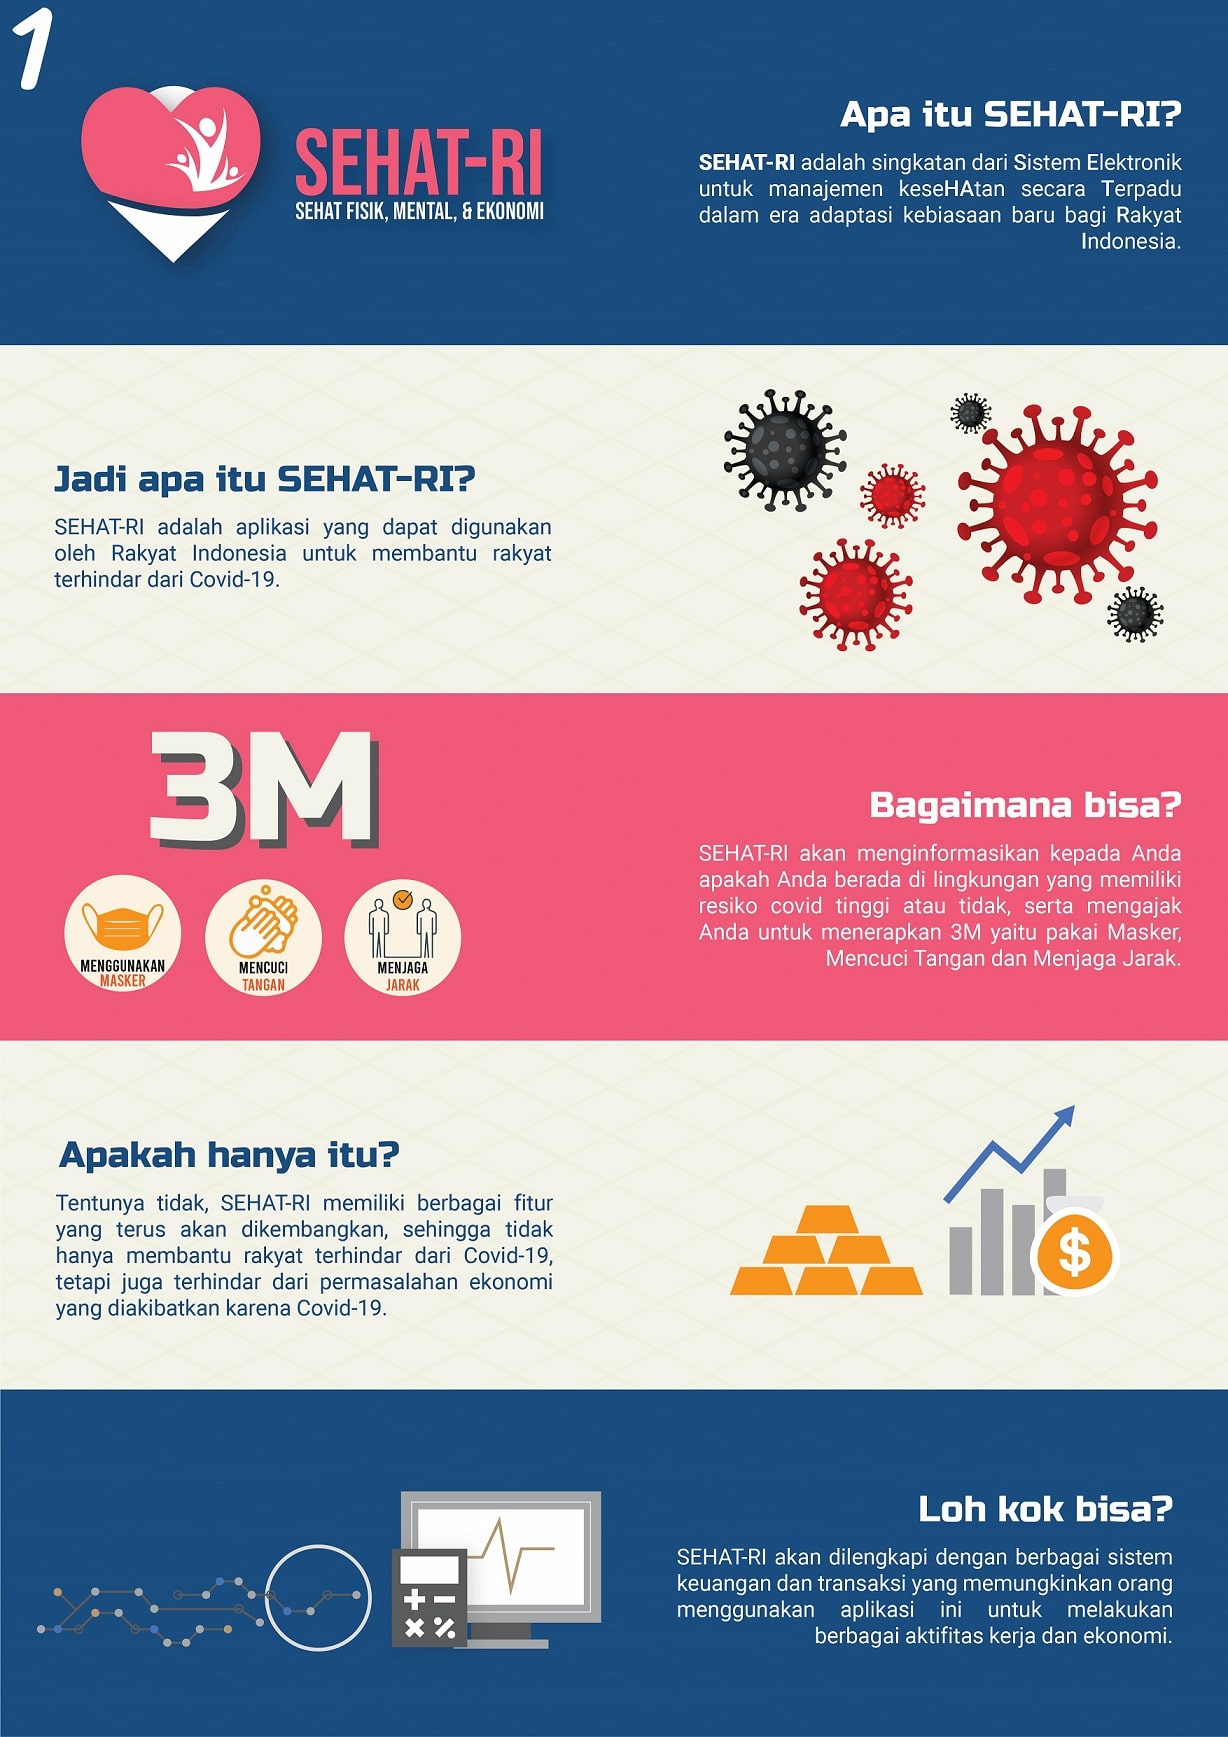 1
SEHAT-RI
SEHAT FISIK, MENTAL, & EKONOMI
Apa itu SEHAT-RI?
SEHAT-RI adalah singkatan dari Sistem Elektronik
untuk manajemen keseHAtan secara Terpadu
dalam era adaptasi kebiasaan baru bagi Rakyat
Indonesia.
Jadi apa itu SEHAT-RI?
SEHAT-RI adalah aplikasi yang dapat digunakan
oleh Rakyat Indonesia untuk membantu rakyat
terhindar dari Covid-19.
3M
MENGGUNAKAN
MASKER
MENCUCI
TANGAN
MENJAGA
JARAK
Bagaimana bisa?
SEHAT-RI akan menginformasikan kepada Anda
apakah Anda berada di lingkungan yang memiliki
resiko covid tinggi atau tidak, serta mengajak
Anda untuk menerapkan 3M yaitu pakai Masker,
Mencuci Tangan dan Menjaga Jarak.
Apakah hanya itu?
Tentunya tidak, SEHAT-RI memiliki berbagai fitur
yang terus akan dikembangkan, sehingga tidak
hanya membantu rakyat terhindar dari Covid-19,
tetapi juga terhindar dari permasalahan ekonomi
yang diakibatkan karena Covid-19.
$
Loh kok bisa?
SEHAT-RI akan dilengkapi dengan berbagai sistem
keuangan dan transaksi yang memungkinkan orang
menggunakan aplikasi ini untuk melakukan
berbagai aktifitas kerja dan ekonomi.
+ −
× %